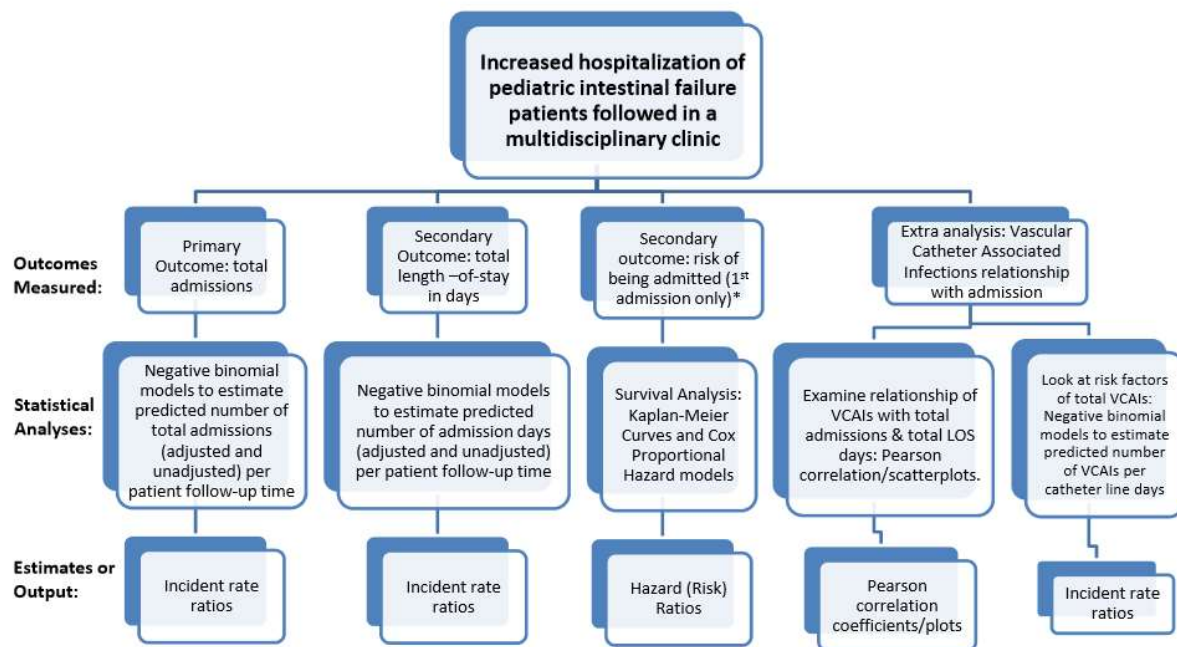 Increased hospitalization of
pediatric intestinal failure
patients followed in a
multidisciplinary clinic
Outcomes
Measured:
Primary
Outcome: total
admissions
Secondary
Outcome: total
length –of-stay
in days
Secondary
outcome: risk of
being admitted (1st
admission only)*
Extra analysis: Vascular
Catheter Associated
Infections relationship
with admission
Statistical
Analyses:
Negative binomial
models to estimate
predicted number of
total admissions
(adjusted and
unadjusted) per
patient follow-up time
Negative binomial models
to estimate predicted
number of admission days
(adjusted and unadjusted)
per patient follow-up time
Survival Analysis:
Kaplan-Meier
Curves and Cox
Proportional
Hazard models
Examine relationship of
VCAIs with total
admissions & total LOS
days: Pearson
correlation/scatterplots.
Look at risk factors
of total VCAIs:
Negative binomial
models to estimate
predicted number
of VCAIs per
catheter line days
Estimates or
Output:
Incident rate
ratios
Incident rate
ratios
Hazard (Risk)
Ratios
Pearson
correlation
coefficients/plots
Incident rate
ratios